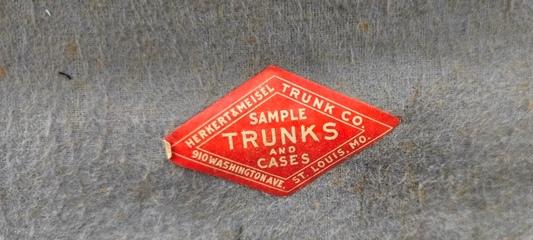 HERKERT & MEISEL TRUNK CO.
SAMPLE
TRUNKS
AND
CASES
910 WASHINGTON AVE. ST. LOUIS, MO.